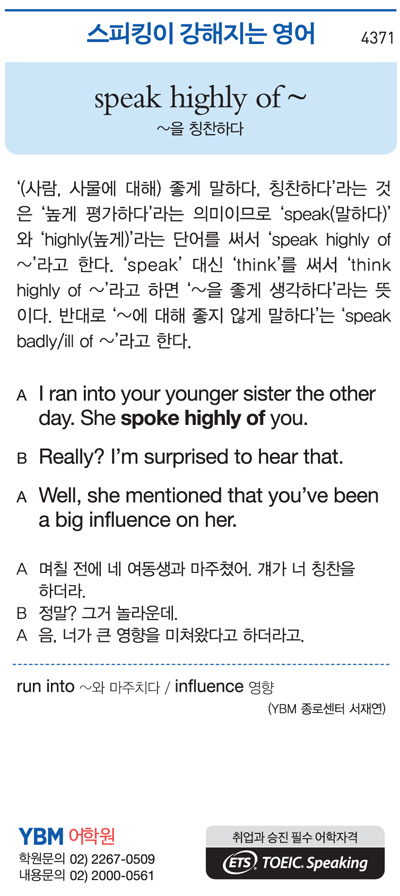 스피킹이 강해지는 영어 4371
speak highly of ~
~을 칭찬하다
‘(사람, 사물에 대해) 좋게 말하다, 칭찬하다’라는 것
은 ‘높게 평가하다’라는 의미이므로 ‘speak(말하다)’
와 ‘highly(높게)’라는 단어를 써서 ‘speak highly of
~’라고 한다. ‘speak’ 대신 ‘think’를 써서 ‘think
highly of ~’라고 하면 ‘~을 좋게 생각하다’라는 뜻
이다. 반대로 ‘~에 대해 좋지 않게 말하다’는 ‘speak
badly/ill of ~’라고 한다.
A I ran into your younger sister the other
day. She spoke highly of you.
B Really? I’m surprised to hear that.
A Well, she mentioned that you’ve been
a big influence on her.
A 며칠 전에 네 여동생과 마주쳤어. 걔가 너 칭찬을
하더라.
B 정말? 그거 놀라운데.
A 음, 너가 큰 영향을 미쳐왔다고 하더라고.
run into ~와 마주치다 / influence 영향
(YBM 종로센터 서재연)
YBM 어학원
학원문의 02) 2267-0509
내용문의 02) 2000-0561
취업과 승진 필수 어학자격
ETS TOEIC. Speaking